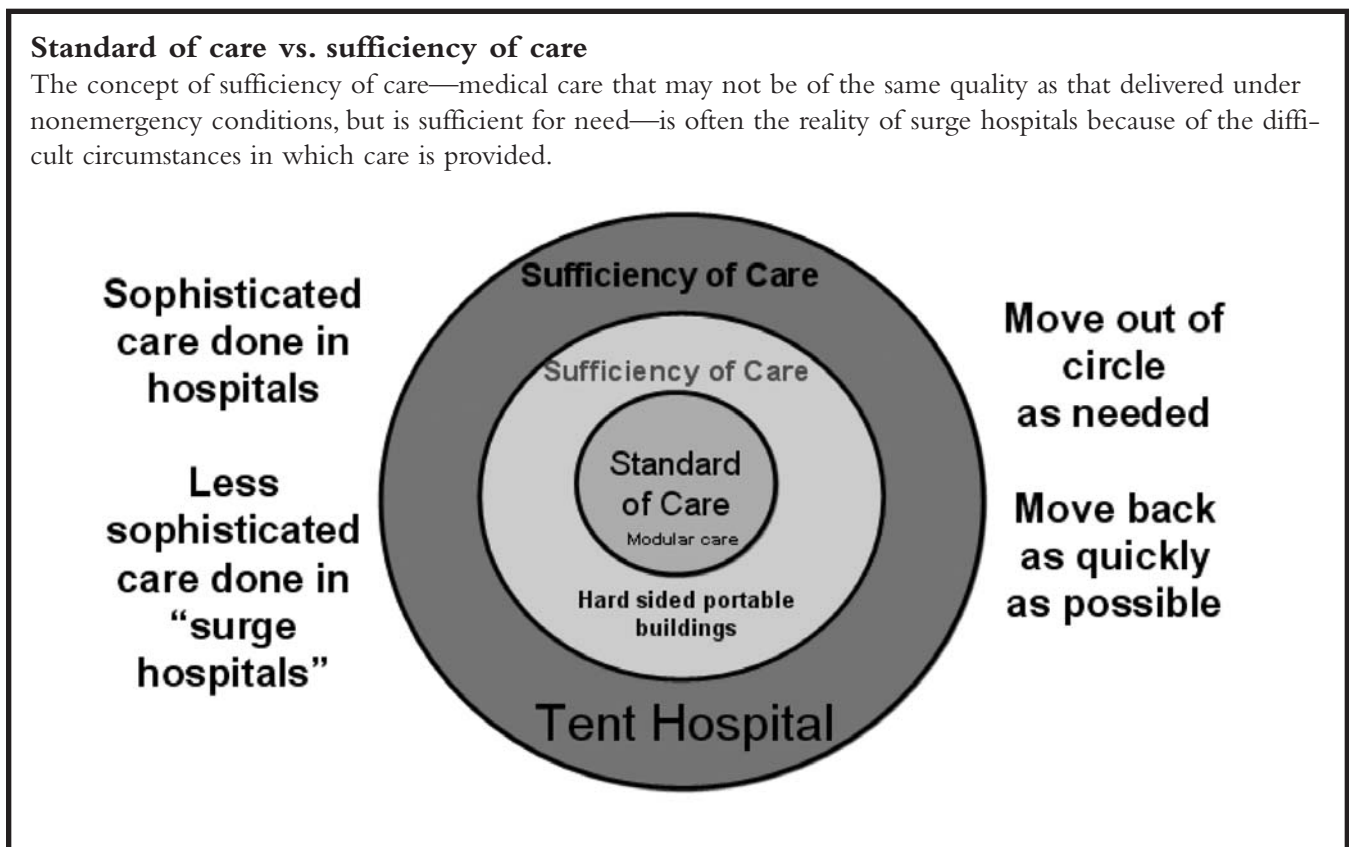 Standard of care vs. sufficiency of care
The concept of sufficiency of care—medical care that may not be of the same quality as that delivered under
nonemergency conditions, but is sufficient for need—is often the reality of surge hospitals because of the diffi-
cult circumstances in which care is provided.
Sophisticated
care done in
hospitals
Less
sophisticated
care done in
“surge
hospitals”
Sufficiency of Care
Sufficiency of Care
Standard
of Care
Modular care
Hard sided portable
buildings
Tent Hospital
Move out of
circle
as needed
Move back
as quickly
as possible